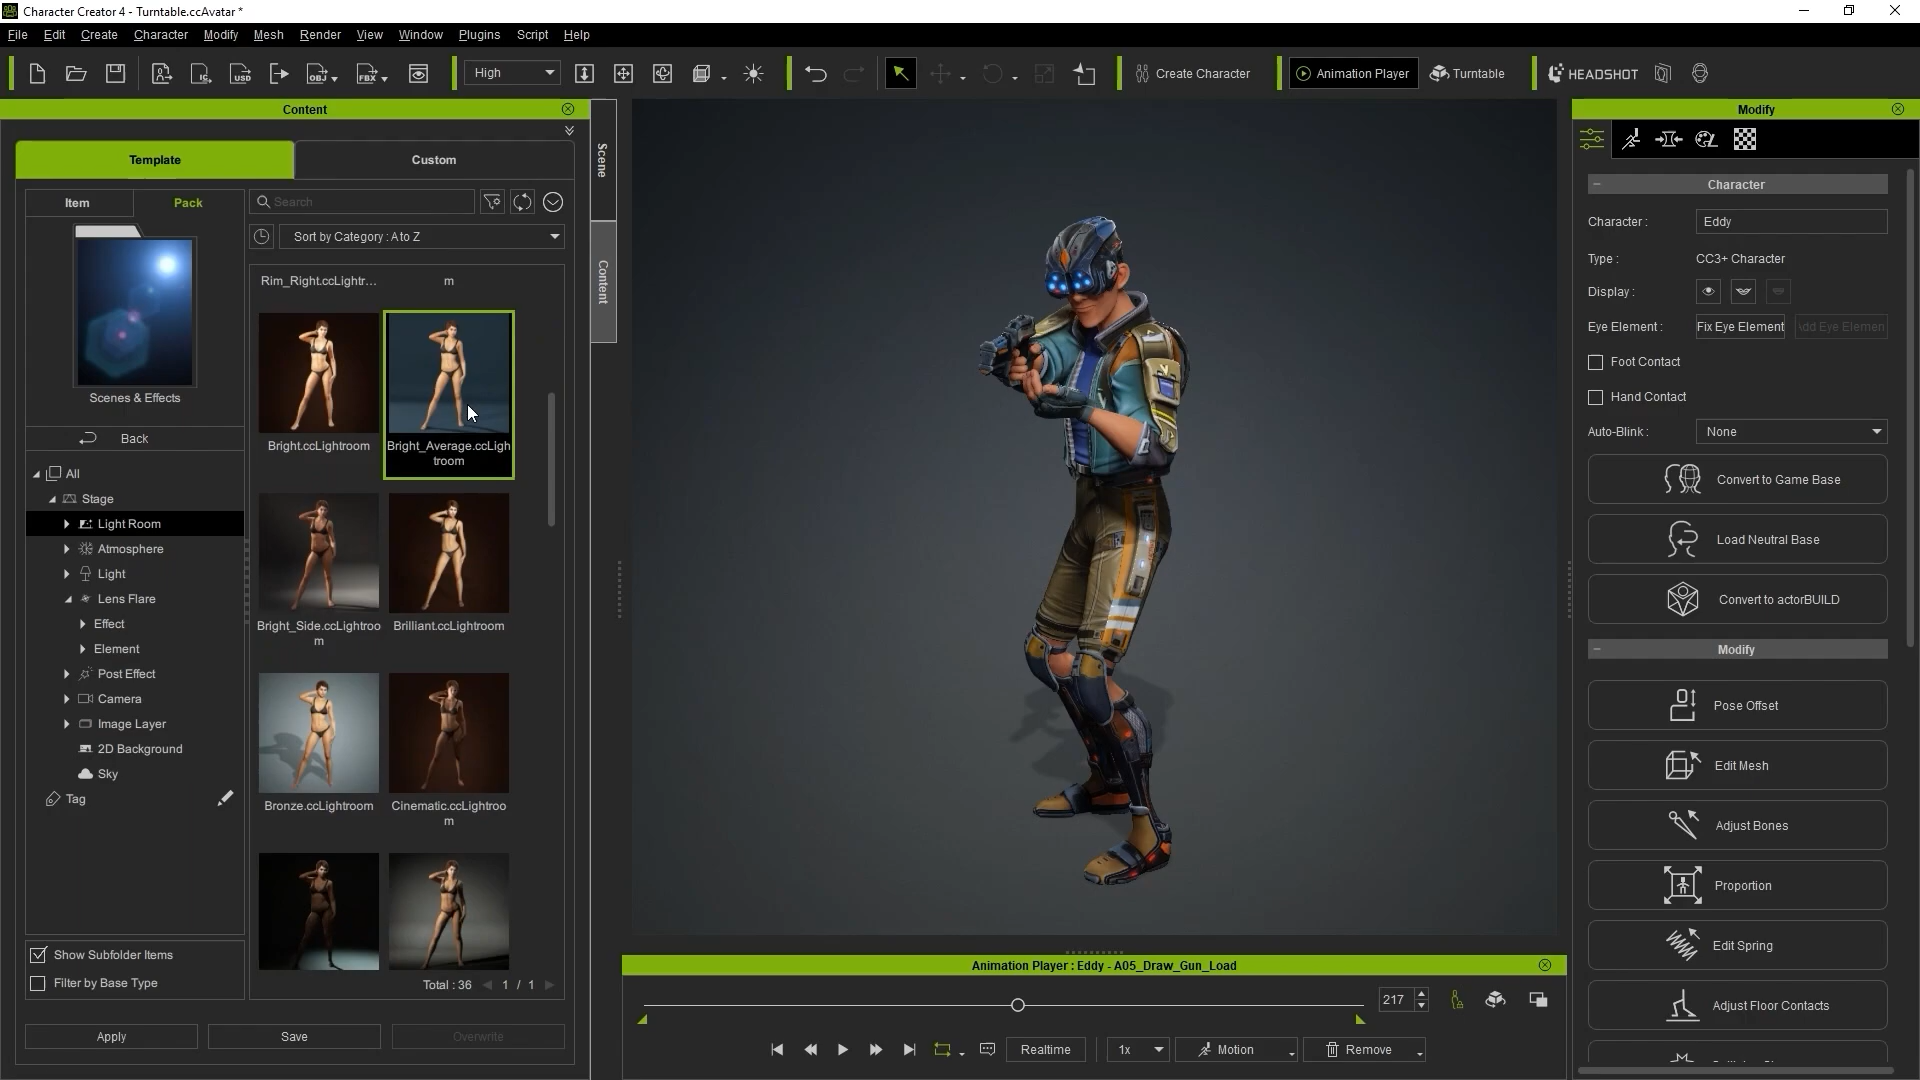 Character Creator 4 - Turntable.ccAvatar *
File Edit Create Character Modify Mesh Render View Window Plugins Script Help
IC USD OBJ FBX High Create Character Animation Player Turntable HEADSHOT
Content
Template Custom
Item Pack
Search
Sort by Category : A to Z
Scenes & Effects
Back
All
Stage
Light Room
Atmosphere
Light
Lens Flare
Effect
Element
Post Effect
Camera
Image Layer
2D Background
Sky
Tag
Show Subfolder Items
Filter by Base Type
Rim_Right.ccLightr... m
Bright.ccLightroom
Bright_Average.ccLigh
troom
Bright_Side.ccLightroo
m
Brilliant.ccLightroom
Bronze.ccLightroom
Cinematic.ccLightroo
m
Total : 36 1 / 1
Apply Save Overwrite
Scene
Content
Animation Player : Eddy - A05_Draw_Gun_Load
217
Realtime 1x Motion Remove
Modify
Character
Character : Eddy
Type : CC3+ Character
Display :
Eye Element : Fix Eye Element dd Eye Elemen
Foot Contact
Hand Contact
Auto-Blink : None
Convert to Game Base
Load Neutral Base
Convert to actorBUILD
Modify
Pose Offset
Edit Mesh
Adjust Bones
Proportion
Edit Spring
Adjust Floor Contacts